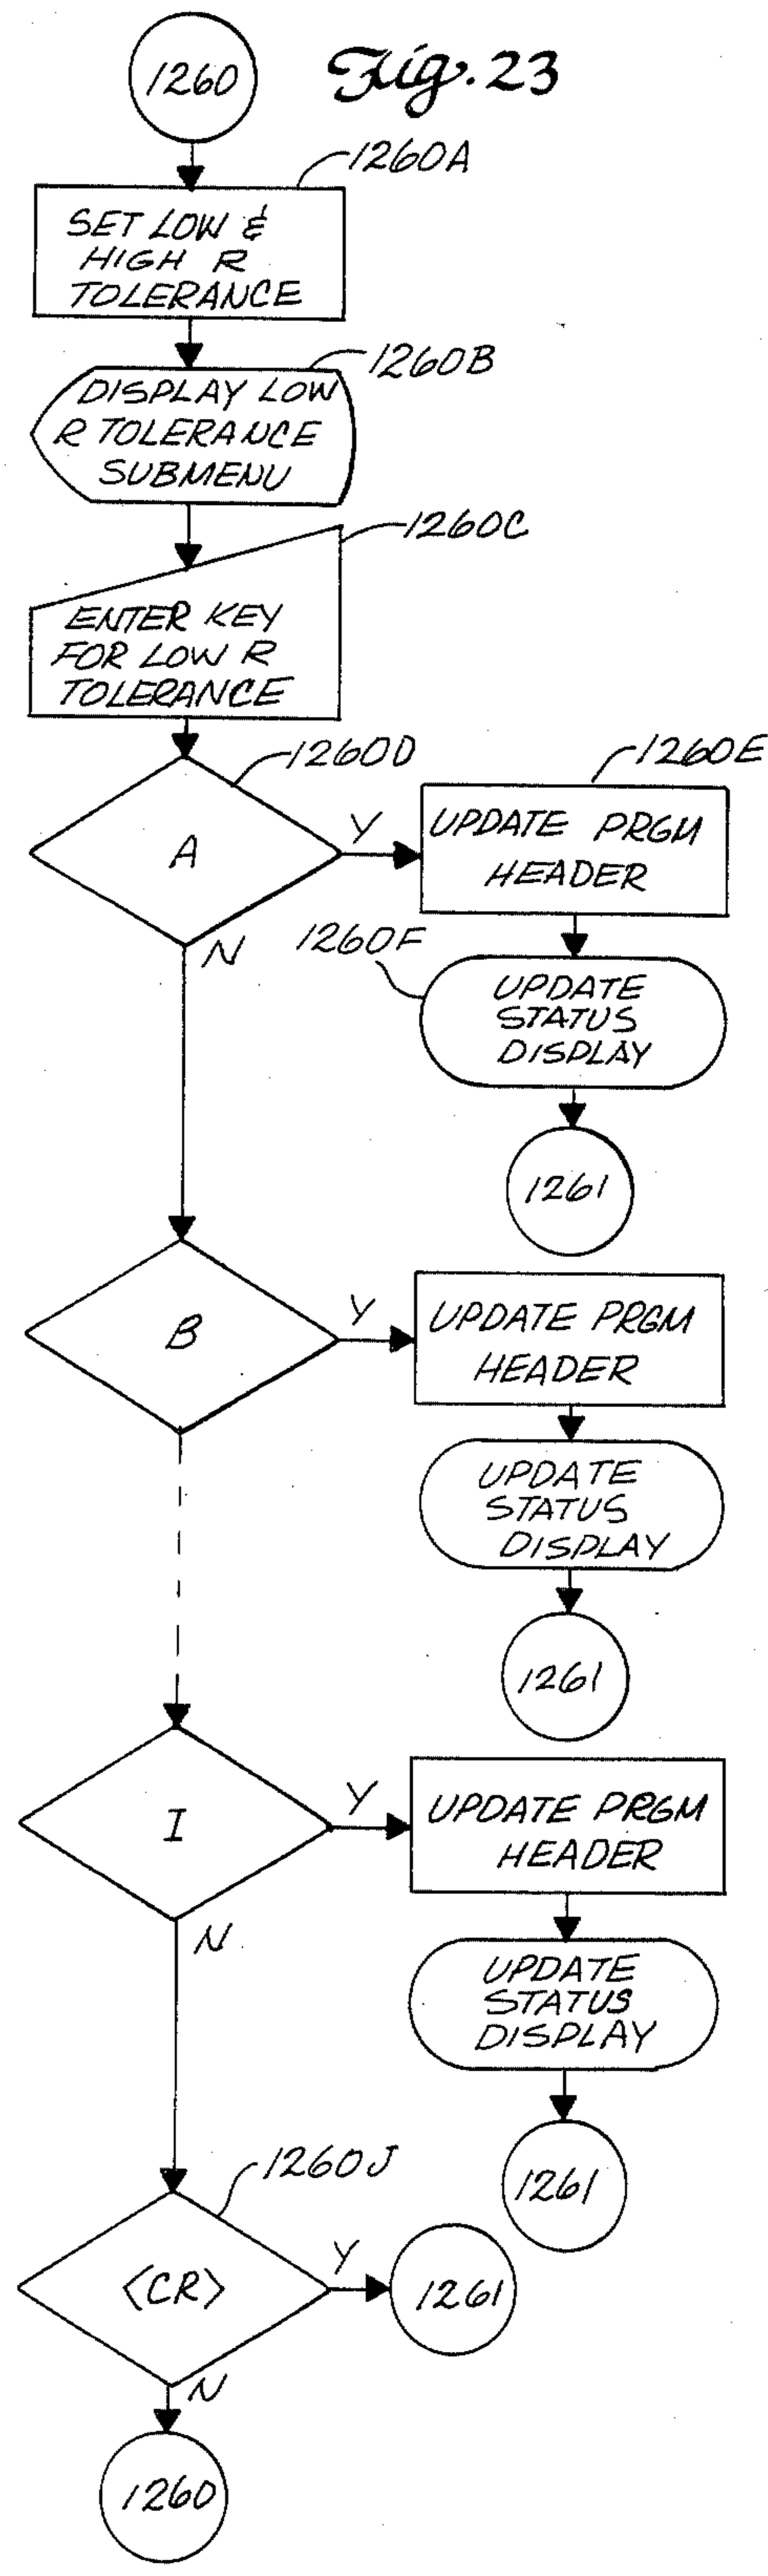 1260
Fig. 23
1260A
SET LOW &
HIGH R
TOLERANCE
1260B
DISPLAY LOW
R TOLERANCE
SUBMENU
1260C
ENTER KEY
FOR LOW R
TOLERANCE
1260D
1260E
A
Y
UPDATE PRGM
HEADER
N
1260F
UPDATE
STATUS
DISPLAY
1261
B
Y
UPDATE PRGM
HEADER
UPDATE
STATUS
DISPLAY
1261
I
Y
UPDATE PRGM
HEADER
N
UPDATE
STATUS
DISPLAY
1261
1260J
<CR>
Y
1261
N
1260